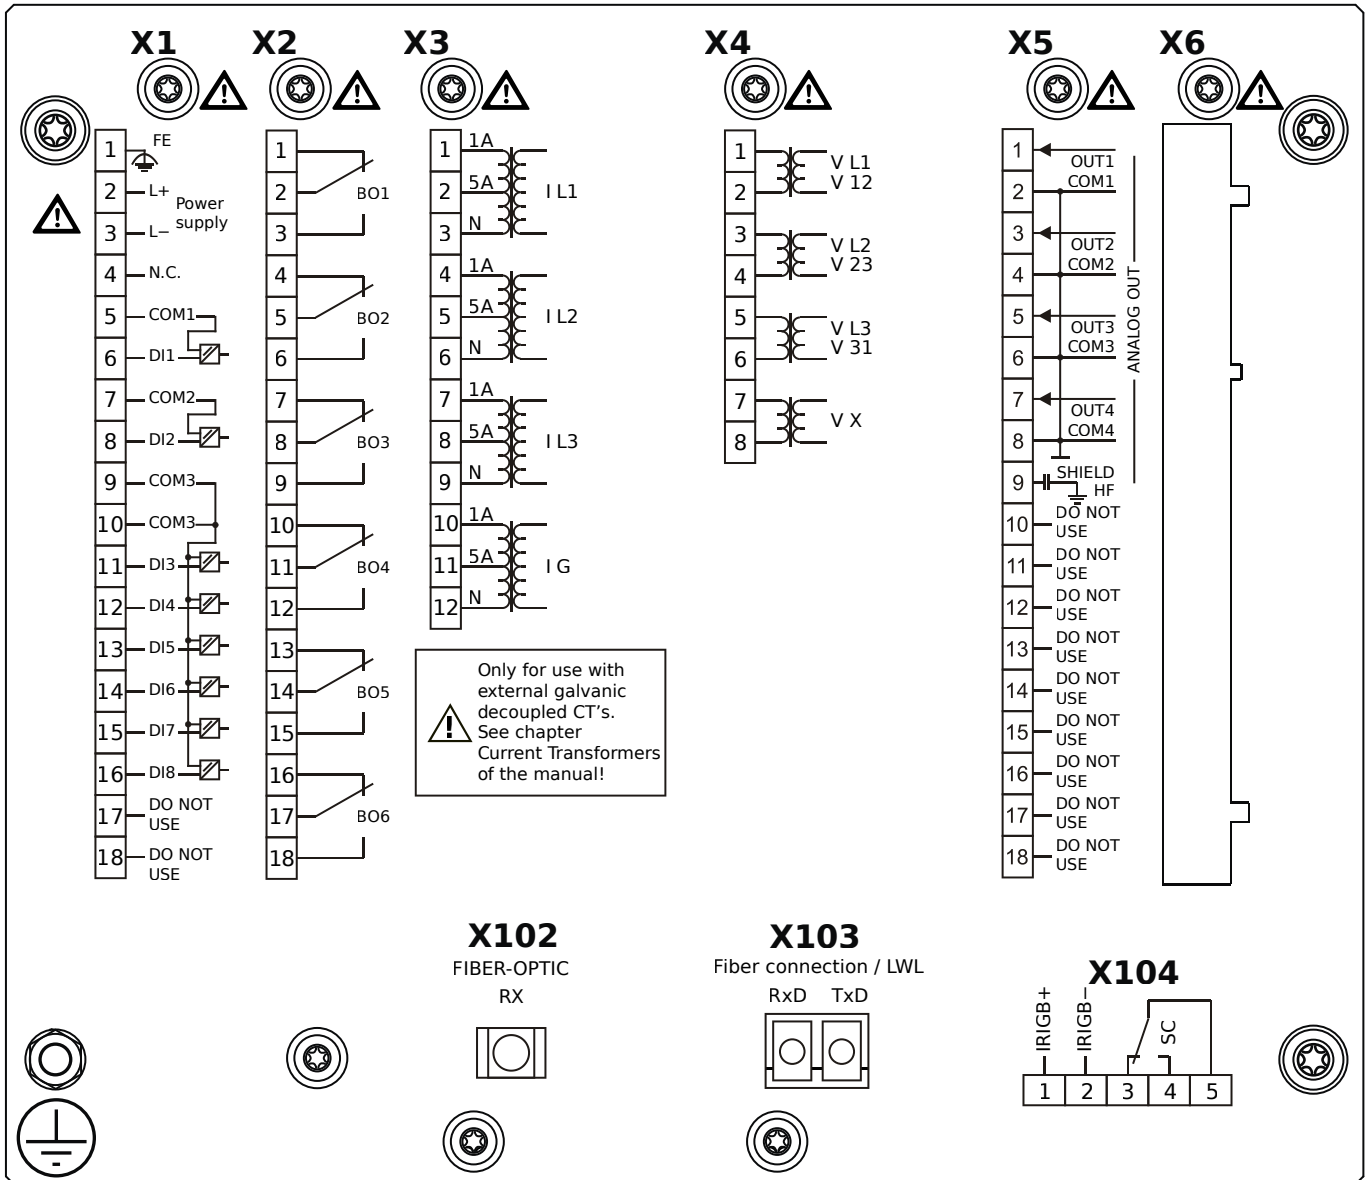 X1 X2 X3 X4 X5 X6
1 FE
2 L+
Power
supply
3 L−
4 N.C.
5 COM1
6 DI1
7 COM2
8 DI2
9 COM3
10 COM3
11 DI3
12 DI4
13 DI5
14 DI6
15 DI7
16 DI8
17 DO NOT
USE
18 DO NOT
USE
1
2 BO1
3
4
5 BO2
6
7
8 BO3
9
10
11 BO4
12
13
14 BO5
15
16
17 BO6
18
1 1A
2 5A I L1
3 N
4 1A
5 5A I L2
6 N
7 1A
8 5A I L3
9 N
10 1A
11 5A I G
12 N
Only for use with
external galvanic
decoupled CT's.
See chapter
Current Transformers
of the manual!
1 V L1
2 V 12
3 V L2
4 V 23
5 V L3
6 V 31
7 V X
8
1 OUT1
2 COM1
3 OUT2
4 COM2
5 OUT3
6 COM3
7 OUT4
8 COM4
ANALOG OUT
9 SHIELD
HF
10 DO NOT
USE
11 DO NOT
USE
12 DO NOT
USE
13 DO NOT
USE
14 DO NOT
USE
15 DO NOT
USE
16 DO NOT
USE
17 DO NOT
USE
18 DO NOT
USE
X102
FIBER-OPTIC
RX
X103
Fiber connection / LWL
RxD TxD
X104
IRIGB+ IRIGB− SC
1 2 3 4 5